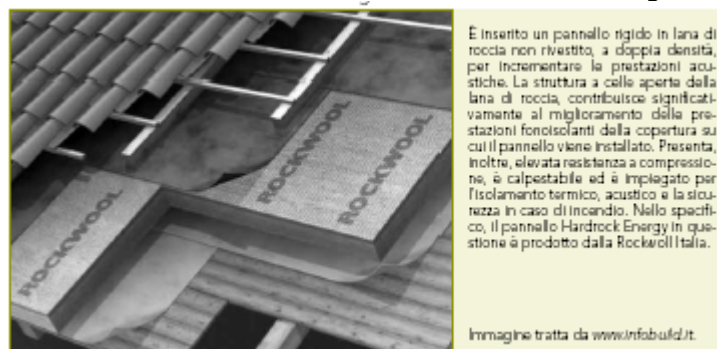 ROCKWOOL
ROCKWOOL
ROCKWOOL
È inserito un pannello rigido in lana di
roccia non rivestito, a doppia densità,
per incrementare le prestazioni acu-
stiche. La struttura a celle aperte della
lana di roccia, contribuisce significati-
vamente al miglioramento delle pre-
stazioni fonoisolanti della copertura su
cui il pannello viene installato. Presenta,
inoltre, elevata resistenza a compressio-
ne, è calpestabile ed è impiegato per
l'isolamento termico, acustico e la sicu-
rezza in caso di incendio. Nello specifi-
co, il pannello Hardrock Energy in que-
stione è prodotto dalla Rockwoll Italia.
Immagine tratta da www.infobuild.it.